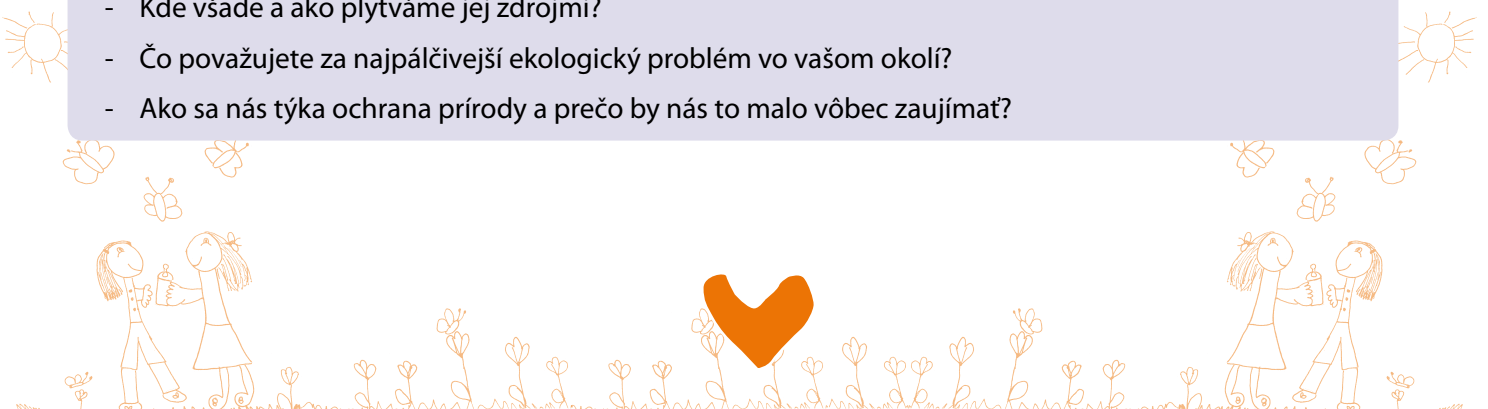 - Kde všade a ako plytváme jej zdrojmi?
- Čo považujete za najpálčivejší ekologický problém vo vašom okolí?
- Ako sa nás týka ochrana prírody a prečo by nás to malo vôbec zaujímať?